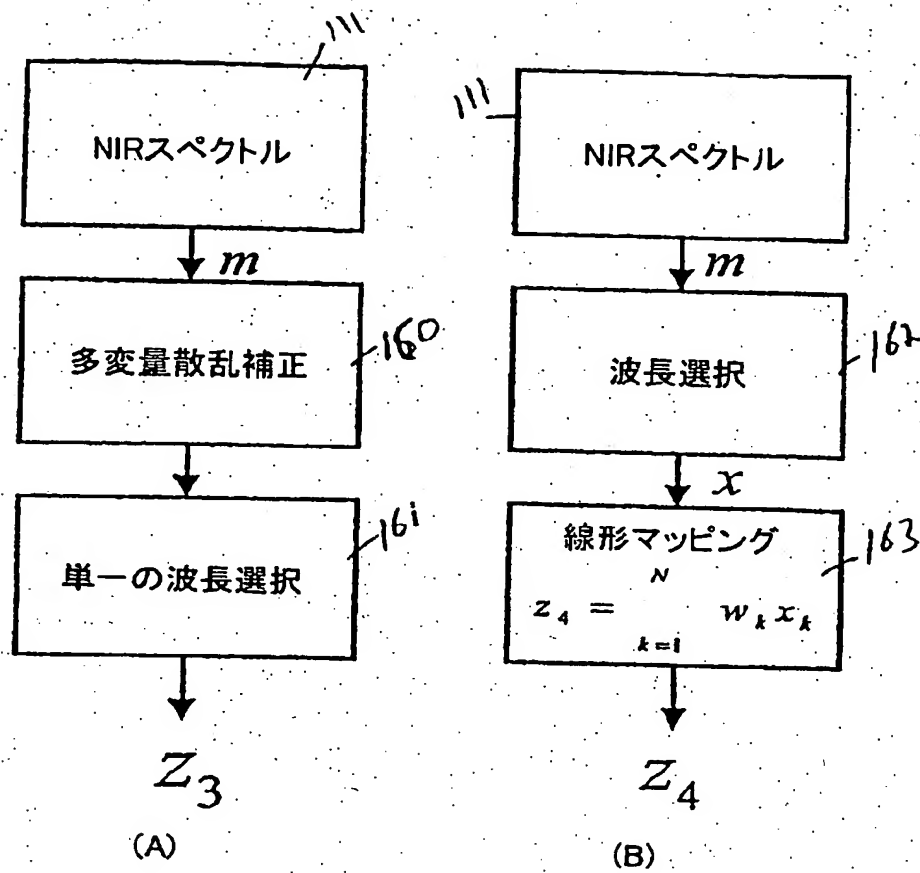 111
NIRスペクトル
m
多変量散乱補正
160
単一の波長選択
161
Z3
(A)
111
NIRスペクトル
m
波長選択
162
x
線形マッピング
163
N
z4 = wk xk
k=1
Z4
(B)